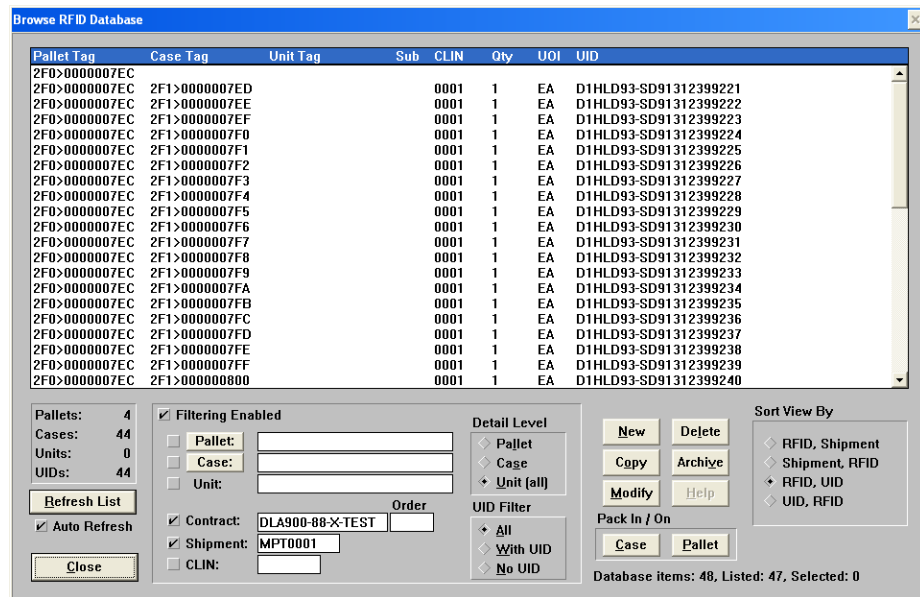 Browse RFID Database
Pallet Tag Case Tag Unit Tag Sub CLIN Qty UOI UID
2F0>0000007EC
2F0>0000007EC 2F1>0000007ED 0001 1 EA D1HLD93-SD91312399221
2F0>0000007EC 2F1>0000007EE 0001 1 EA D1HLD93-SD91312399222
2F0>0000007EC 2F1>0000007EF 0001 1 EA D1HLD93-SD91312399223
2F0>0000007EC 2F1>0000007F0 0001 1 EA D1HLD93-SD91312399224
2F0>0000007EC 2F1>0000007F1 0001 1 EA D1HLD93-SD91312399225
2F0>0000007EC 2F1>0000007F2 0001 1 EA D1HLD93-SD91312399226
2F0>0000007EC 2F1>0000007F3 0001 1 EA D1HLD93-SD91312399227
2F0>0000007EC 2F1>0000007F4 0001 1 EA D1HLD93-SD91312399228
2F0>0000007EC 2F1>0000007F5 0001 1 EA D1HLD93-SD91312399229
2F0>0000007EC 2F1>0000007F6 0001 1 EA D1HLD93-SD91312399230
2F0>0000007EC 2F1>0000007F7 0001 1 EA D1HLD93-SD91312399231
2F0>0000007EC 2F1>0000007F8 0001 1 EA D1HLD93-SD91312399232
2F0>0000007EC 2F1>0000007F9 0001 1 EA D1HLD93-SD91312399233
2F0>0000007EC 2F1>0000007FA 0001 1 EA D1HLD93-SD91312399234
2F0>0000007EC 2F1>0000007FB 0001 1 EA D1HLD93-SD91312399235
2F0>0000007EC 2F1>0000007FC 0001 1 EA D1HLD93-SD91312399236
2F0>0000007EC 2F1>0000007FD 0001 1 EA D1HLD93-SD91312399237
2F0>0000007EC 2F1>0000007FE 0001 1 EA D1HLD93-SD91312399238
2F0>0000007EC 2F1>0000007FF 0001 1 EA D1HLD93-SD91312399239
2F0>0000007EC 2F1>000000800 0001 1 EA D1HLD93-SD91312399240
Pallets: 4
Cases: 44
Units: 0
UIDs: 44
Refresh List
Auto Refresh
Close
Filtering Enabled
Pallet:
Case:
Unit:
Order
Contract: DLA900-88-X-TEST
Shipment: MPT0001
CLIN:
Detail Level
Pallet
Case
Unit (all)
UID Filter
All
With UID
No UID
New Delete
Copy Archive
Modify Help
Pack In / On
Case Pallet
Sort View By
RFID, Shipment
Shipment, RFID
RFID, UID
UID, RFID
Database items: 48, Listed: 47, Selected: 0